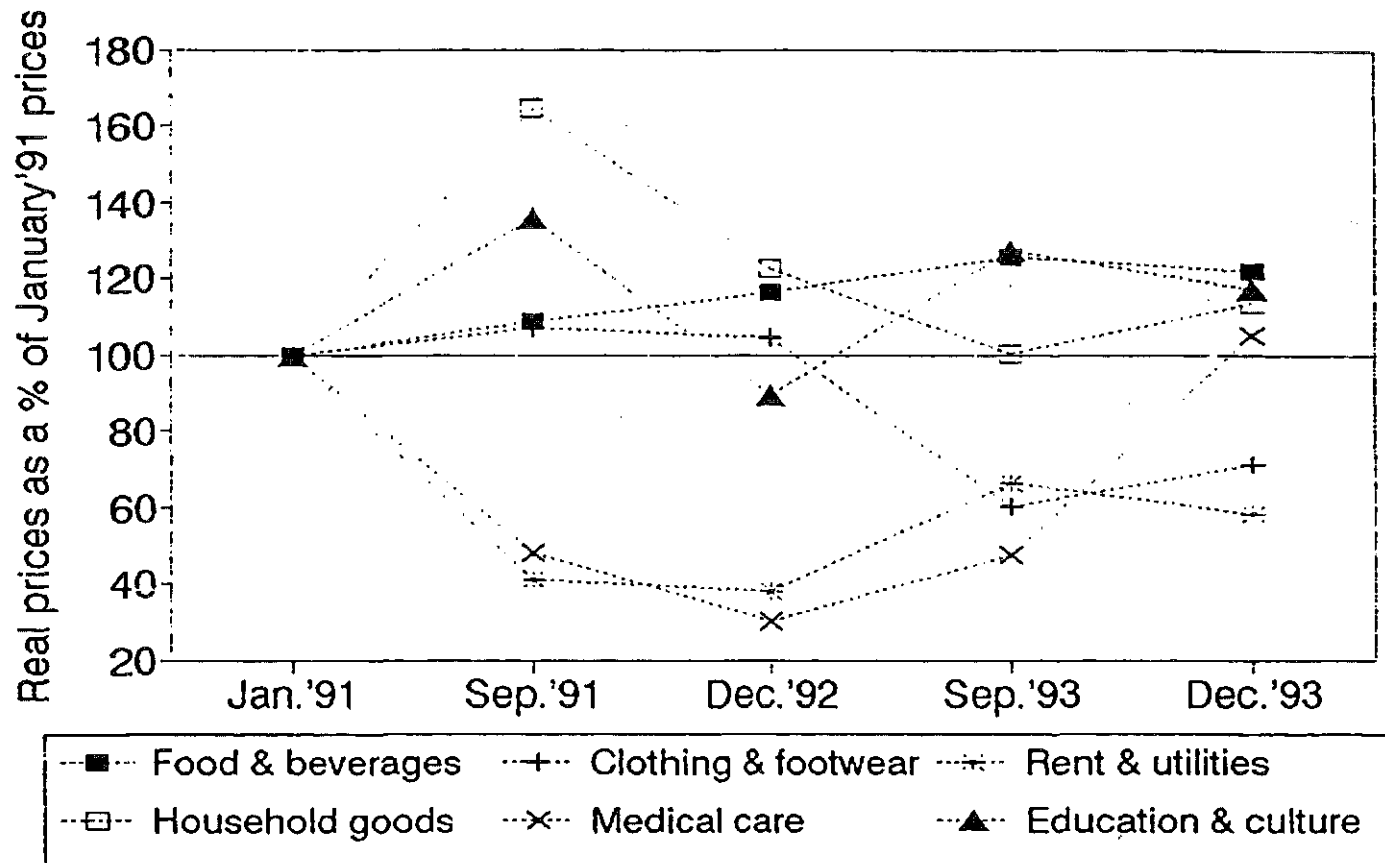 Real prices as a % of January'91 prices
180
160
140
120
100
80
60
40
20
Jan.'91 Sep.'91 Dec.'92 Sep.'93 Dec.'93
Food & beverages Clothing & footwear Rent & utilities
Household goods Medical care Education & culture